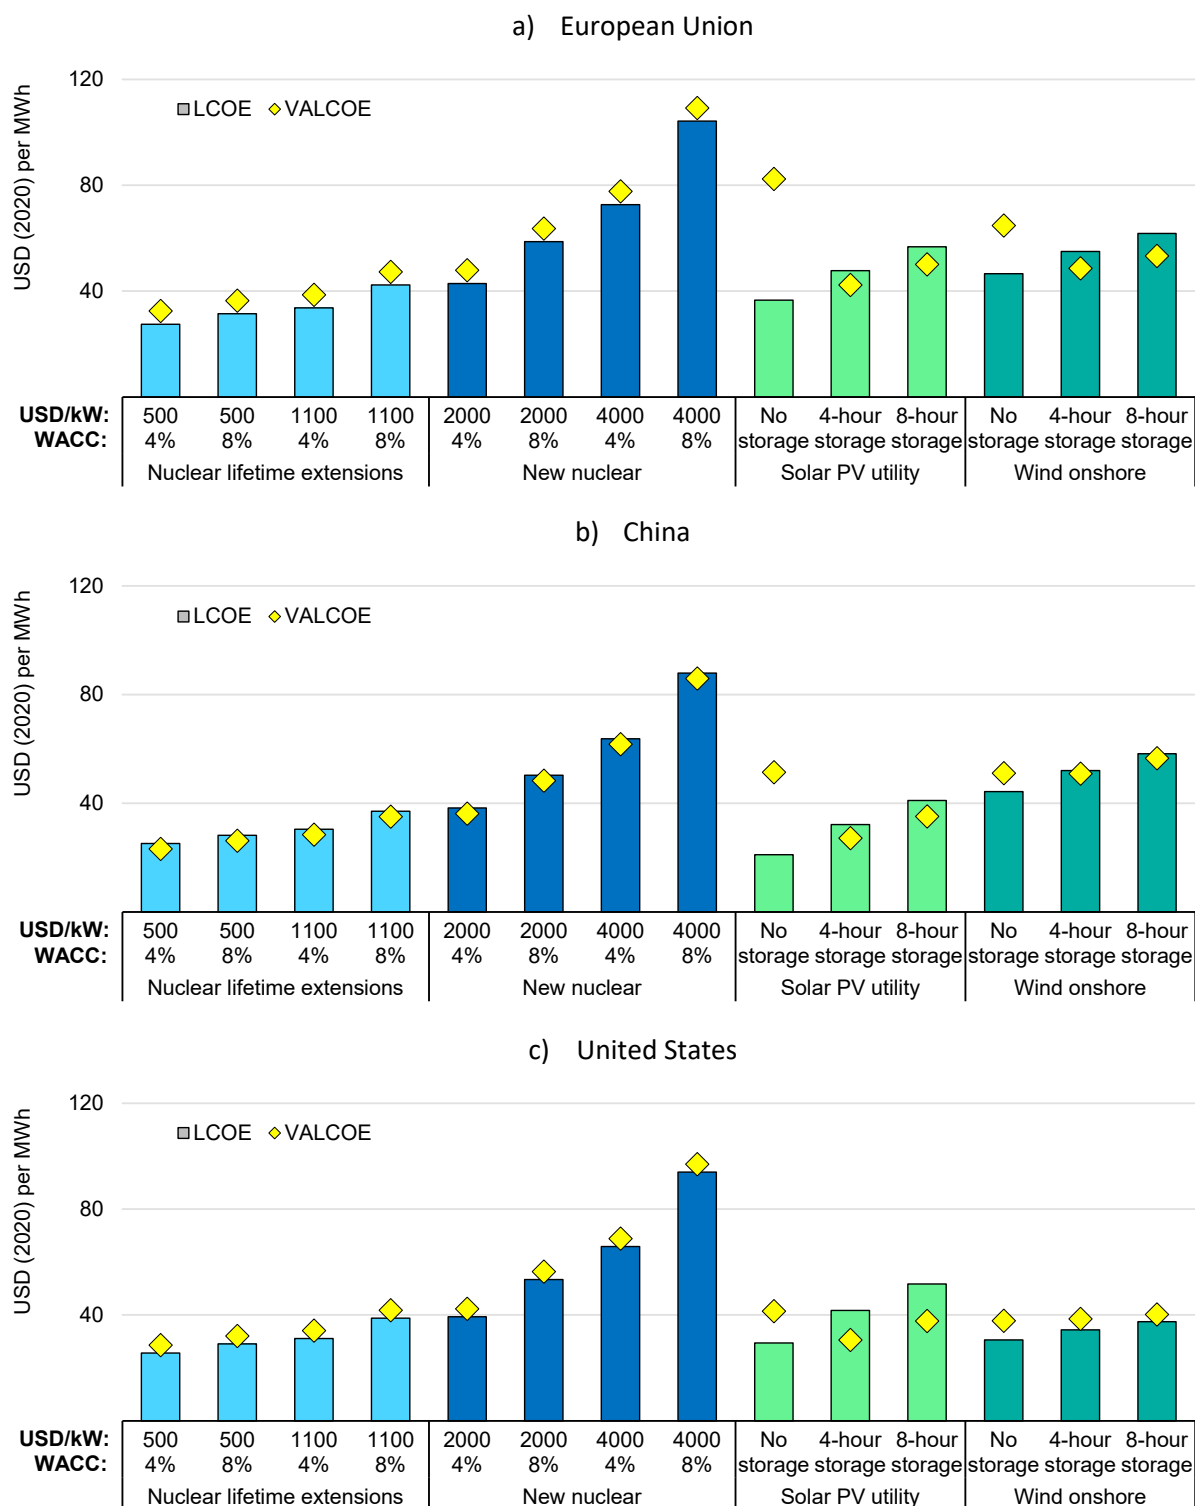 a) European Union
USD (2020) per MWh
120
80
40
LCOE VALCOE
USD/kW: 500 500 1100 1100 2000 2000 4000 4000 No 4-hour 8-hour No 4-hour 8-hour
WACC: 4% 8% 4% 8% 4% 8% 4% 8% storage storage storage storage storage storage
Nuclear lifetime extensions New nuclear Solar PV utility Wind onshore
b) China
USD (2020) per MWh
120
80
40
LCOE VALCOE
USD/kW: 500 500 1100 1100 2000 2000 4000 4000 No 4-hour 8-hour No 4-hour 8-hour
WACC: 4% 8% 4% 8% 4% 8% 4% 8% storage storage storage storage storage storage
Nuclear lifetime extensions New nuclear Solar PV utility Wind onshore
c) United States
USD (2020) per MWh
120
80
40
LCOE VALCOE
USD/kW: 500 500 1100 1100 2000 2000 4000 4000 No 4-hour 8-hour No 4-hour 8-hour
WACC: 4% 8% 4% 8% 4% 8% 4% 8% storage storage storage storage storage storage
Nuclear lifetime extensions New nuclear Solar PV utility Wind onshore